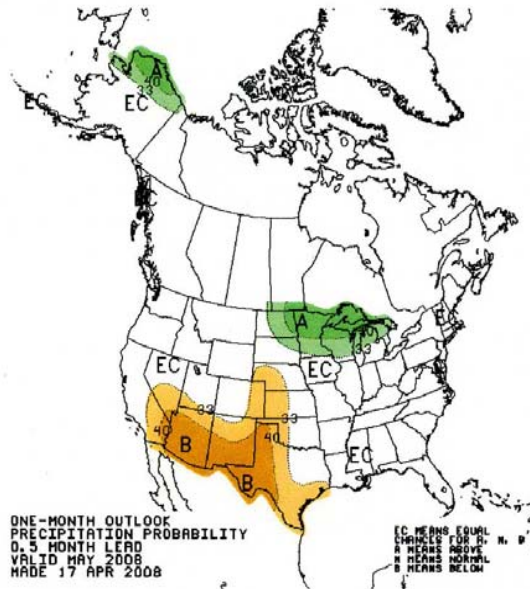 A
40
33
EC
EC
EC
A
40
33
EC
EC
EC
33
33
40
40
B
B
EC
ONE-MONTH OUTLOOK
PRECIPITATION PROBABILITY
0.5 MONTH LEAD
VALID MAY 2008
MADE 17 APR 2008
EC MEANS EQUAL
CHANCES FOR A, N, B
A MEANS ABOVE
N MEANS NORMAL
B MEANS BELOW